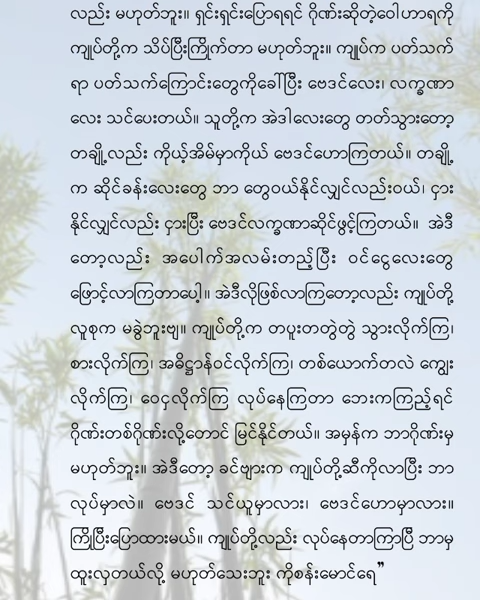 လည်း မဟုတ်ဘူး။ ရှင်းရှင်းပြောရရင် ဂိုဏ်းဆိုတဲ့ဝေါဟာရကို
ကျုပ်တို့က သိပ်ပြီးကြိုက်တာ မဟုတ်ဘူး။ ကျုပ်က ပတ်သက်
ရာ ပတ်သက်ကြောင်းတွေကိုခေါ်ပြီး ဗေဒင်လေး၊ လက္ခဏာ
လေး သင်ပေးတယ်။ သူတို့က အဲဒါလေးတွေ တတ်သွားတော့
တချို့လည်း ကိုယ့်အိမ်မှာကိုယ် ဗေဒင်ဟောကြတယ်။ တချို့
က ဆိုင်ခန်းလေးတွေ ဘာ တွေဝယ်နိုင်လျှင်လည်းဝယ်၊ ငှား
နိုင်လျှင်လည်း ငှားပြီး ဗေဒင်လက္ခဏာဆိုင်ဖွင့်ကြတယ်။ အဲဒီ
တော့လည်း အပေါက်အလမ်းတည့်ပြီး ဝင်ငွေလေးတွေ
ဖြောင့်လာကြတာပေါ့။ အဲဒီလိုဖြစ်လာကြတော့လည်း ကျုပ်တို့
လူစုက မခွဲဘူးဗျ။ ကျုပ်တို့က တပူးတတွဲတွဲ သွားလိုက်ကြ၊
စားလိုက်ကြ၊ အဓိဋ္ဌာန်ဝင်လိုက်ကြ၊ တစ်ယောက်တလဲ ကျွေး
လိုက်ကြ၊ ဝေငှလိုက်ကြ လုပ်နေကြတာ ဘေးကကြည့်ရင်
ဂိုဏ်းတစ်ဂိုဏ်းလို့တောင် မြင်နိုင်တယ်။ အမှန်က ဘာဂိုဏ်းမှ
မဟုတ်ဘူး။ အဲဒီတော့ ခင်ဗျားက ကျုပ်တို့ဆီကိုလာပြီး ဘာ
လုပ်မှာလဲ။ ဗေဒင် သင်ယူမှာလား၊ ဗေဒင်ဟောမှာလား။
ကြိုပြီးပြောထားမယ်။ ကျုပ်တို့လည်း လုပ်နေတာကြာပြီ ဘာမှ
ထူးလှတယ်လို့ မဟုတ်သေးဘူး ကိုစန်းမောင်ရေ”